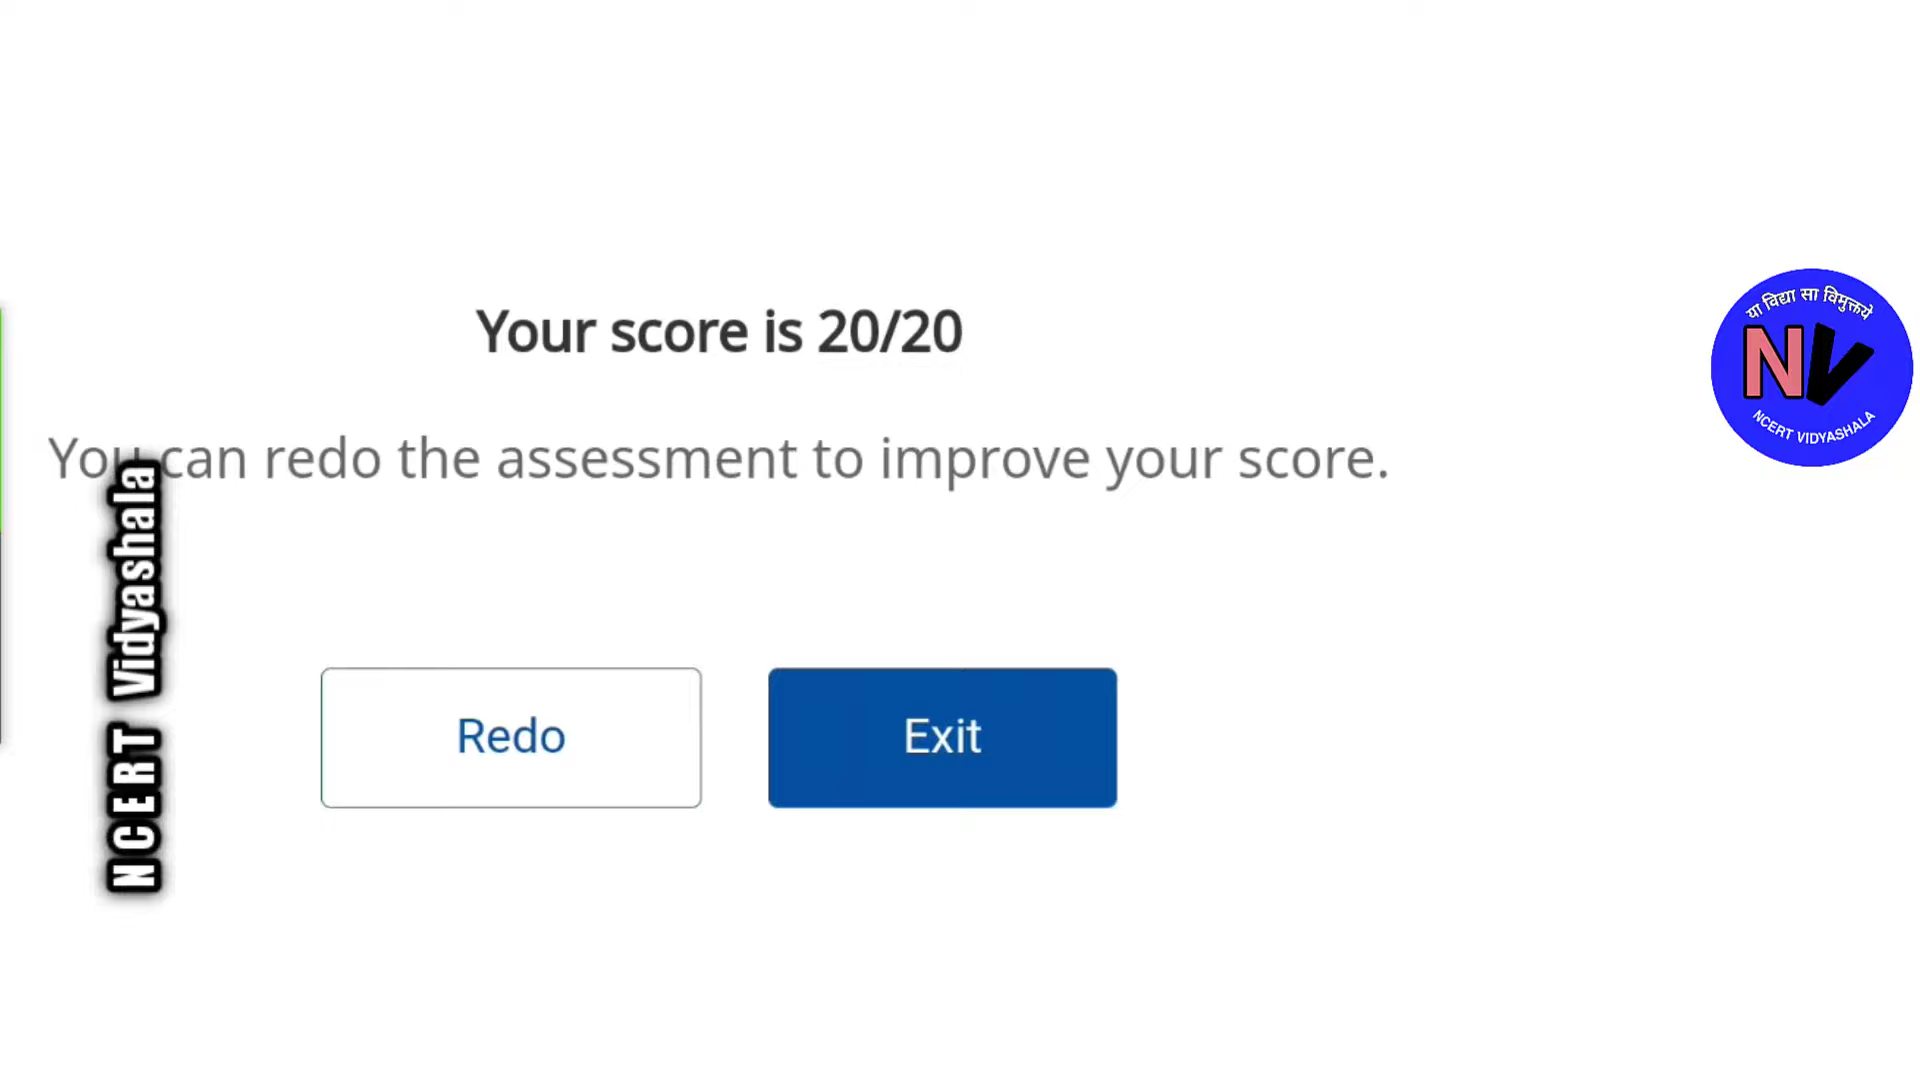 Your score is 20/20
You can redo the assessment to improve your score.
Redo
Exit
NCERT Vidyashala
या विद्या सा विमुक्तये
NV
NCERT VIDYASHALA